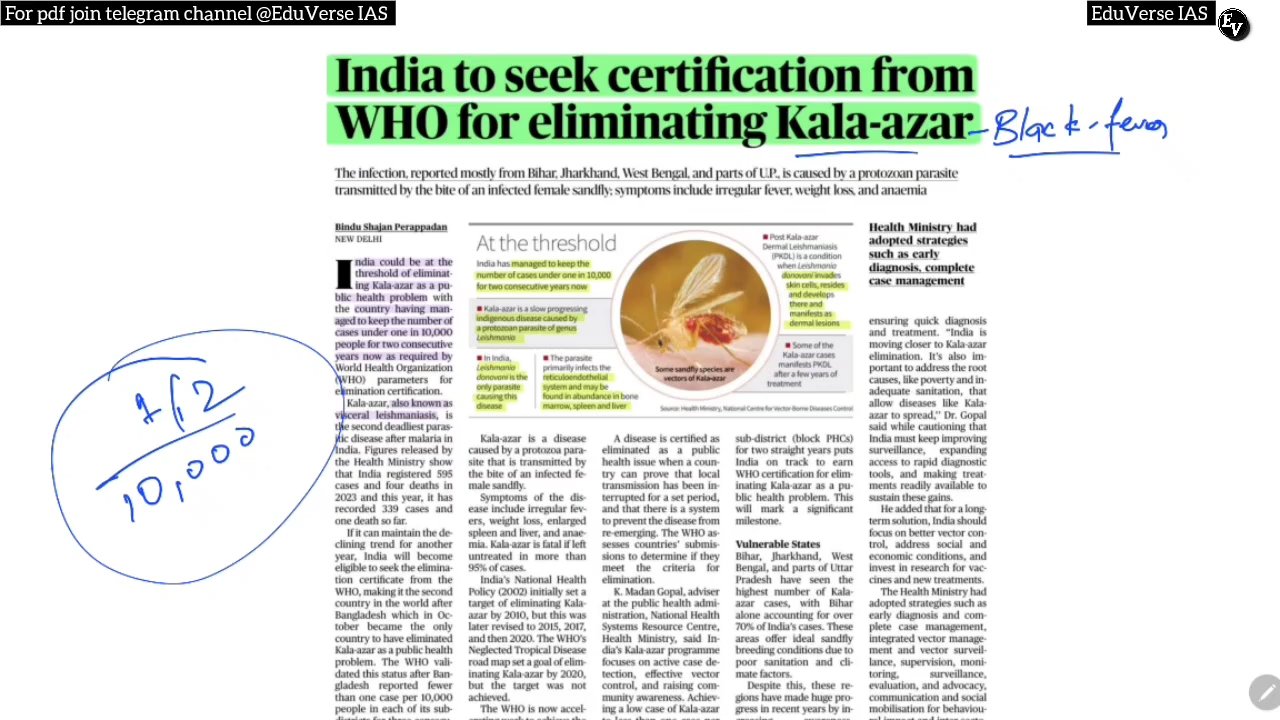 For pdf join telegram channel @EduVerse IAS
EduVerse IAS
EV
India to seek certification from
WHO for eliminating Kala-azar
- Black-fever
The infection, reported mostly from Bihar, Jharkhand, West Bengal, and parts of U.P., is caused by a protozoan parasite
transmitted by the bite of an infected female sandfly; symptoms include irregular fever, weight loss, and anaemia
Bindu Shajan Perappadan
NEW DELHI
India could be at the
threshold of eliminat-
ing Kala-azar as a pu-
blic health problem with
the country having man-
aged to keep the number of
cases under one in 10,000
people for two consecutive
years now as required by
World Health Organization
(WHO) parameters for
elimination certification.
Kala-azar, also known as
visceral leishmaniasis, is
the second deadliest paras-
itic disease after malaria in
India. Figures released by
the Health Ministry show
that India registered 595
cases and four deaths in
2023 and this year, it has
recorded 339 cases and
one death so far.
If it can maintain the de-
clining trend for another
year, India will become
eligible to seek the elimina-
tion certificate from the
WHO, making it the second
country in the world after
Bangladesh which in Oc-
tober became the only
country to have eliminated
Kala-azar as a public health
problem. The WHO vali-
dated this status after Ban-
gladesh reported fewer
than one case per 10,000
people in each of its sub-
10,000
At the threshold
India has managed to keep the
number of cases under one in 10,000
for two consecutive years now
■ Kala-azar is a slow progressing
indigenous disease caused by
a protozoan parasite of genus
Leishmania
■ In India,
Leishmania
donovani is the
only parasite
causing this
disease
■ The parasite
primarily infects the
reticuloendothelial
system and may be
found in abundance in bone
marrow, spleen and liver
Some sandfly species are
vectors of Kala-azar
■ Post Kala-azar
Dermal Leishmaniasis
(PKDL) is a condition
when Leishmania
donovani invades
skin cells, resides
and develops
there and
manifests as
dermal lesions
■ Some of the
Kala-azar cases
manifests PKDL
after a few years of
treatment
Source: Health Ministry, National Centre for Vector-Borne Diseases Control
Kala-azar is a disease
caused by a protozoa para-
site that is transmitted by
the bite of an infected fe-
male sandfly.
Symptoms of the dis-
ease include irregular fev-
ers, weight loss, enlarged
spleen and liver, and anae-
mia. Kala-azar is fatal if left
untreated in more than
95% of cases.
India's National Health
Policy (2002) initially set a
target of eliminating Kala-
azar by 2010, but this was
later revised to 2015, 2017,
and then 2020. The WHO's
Neglected Tropical Disease
road map set a goal of elim-
inating Kala-azar by 2020,
but the target was not
achieved.
The WHO is now accel-
A disease is certified as
eliminated as a public
health issue when a coun-
try can prove that local
transmission has been in-
terrupted for a set period,
and that there is a system
to prevent the disease from
re-emerging. The WHO as-
sesses countries' submis-
sions to determine if they
meet the criteria for
elimination.
K. Madan Gopal, adviser
at the public health admi-
nistration, National Health
Systems Resource Centre,
Health Ministry, said In-
dia's Kala-azar programme
focuses on active case de-
tection, effective vector
control, and raising com-
munity awareness. Achiev-
ing a low case of Kala-azar
sub-district (block PHCs)
for two straight years puts
India on track to earn
WHO certification for elim-
inating Kala-azar as a pu-
blic health problem. This
will mark a significant
milestone.
Vulnerable States
Bihar, Jharkhand, West
Bengal, and parts of Uttar
Pradesh have seen the
highest number of Kala-
azar cases, with Bihar
alone accounting for over
70% of India's cases. These
areas offer ideal sandfly
breeding conditions due to
poor sanitation and cli-
mate factors.
Despite this, these re-
gions have made huge pro-
gress in recent years by in-
Health Ministry had
adopted strategies
such as early
diagnosis, complete
case management
ensuring quick diagnosis
and treatment. "India is
moving closer to Kala-azar
elimination. It's also im-
portant to address the root
causes, like poverty and in-
adequate sanitation, that
allow diseases like Kala-
azar to spread," Dr. Gopal
said while cautioning that
India must keep improving
surveillance, expanding
access to rapid diagnostic
tools, and making treat-
ments readily available to
sustain these gains.
He added that for a long-
term solution, India should
focus on better vector con-
trol, address social and
economic conditions, and
invest in research for vac-
cines and new treatments.
The Health Ministry had
adopted strategies such as
early diagnosis and com-
plete case management,
integrated vector manage-
ment and vector surveil-
lance, supervision, moni-
toring, surveillance,
evaluation, and advocacy,
communication and social
mobilisation for behaviou-